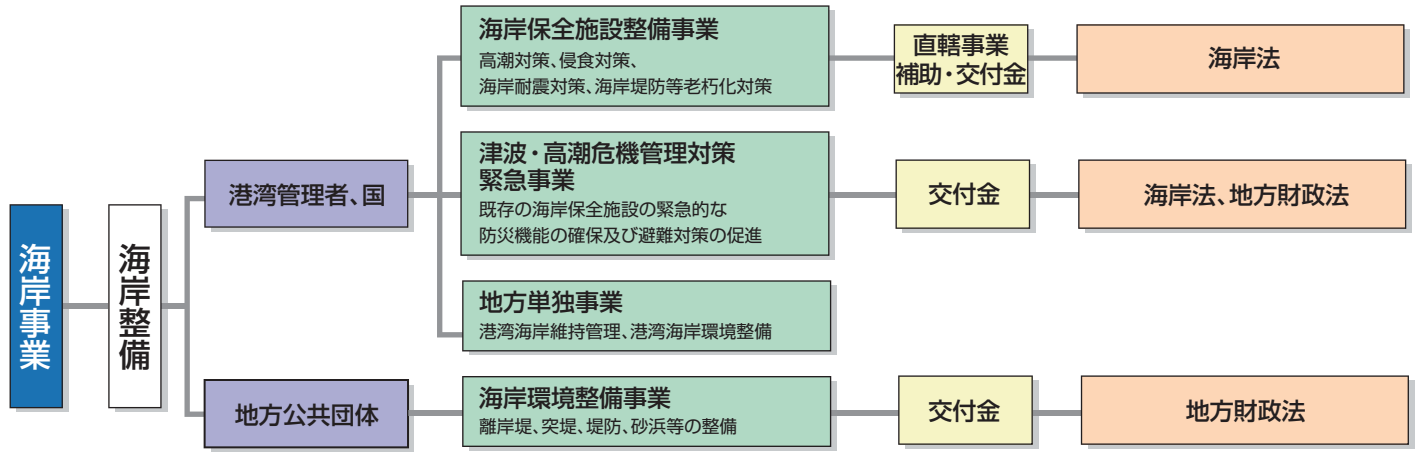 海岸事業
海岸整備
港湾管理者、国
海岸保全施設整備事業
高潮対策、侵食対策、
海岸耐震対策、海岸堤防等老朽化対策
直轄事業
補助・交付金
海岸法
津波・高潮危機管理対策
緊急事業
既存の海岸保全施設の緊急的な
防災機能の確保及び避難対策の促進
交付金
海岸法、地方財政法
地方単独事業
港湾海岸維持管理、港湾海岸環境整備
地方公共団体
海岸環境整備事業
離岸堤、突堤、堤防、砂浜等の整備
交付金
地方財政法